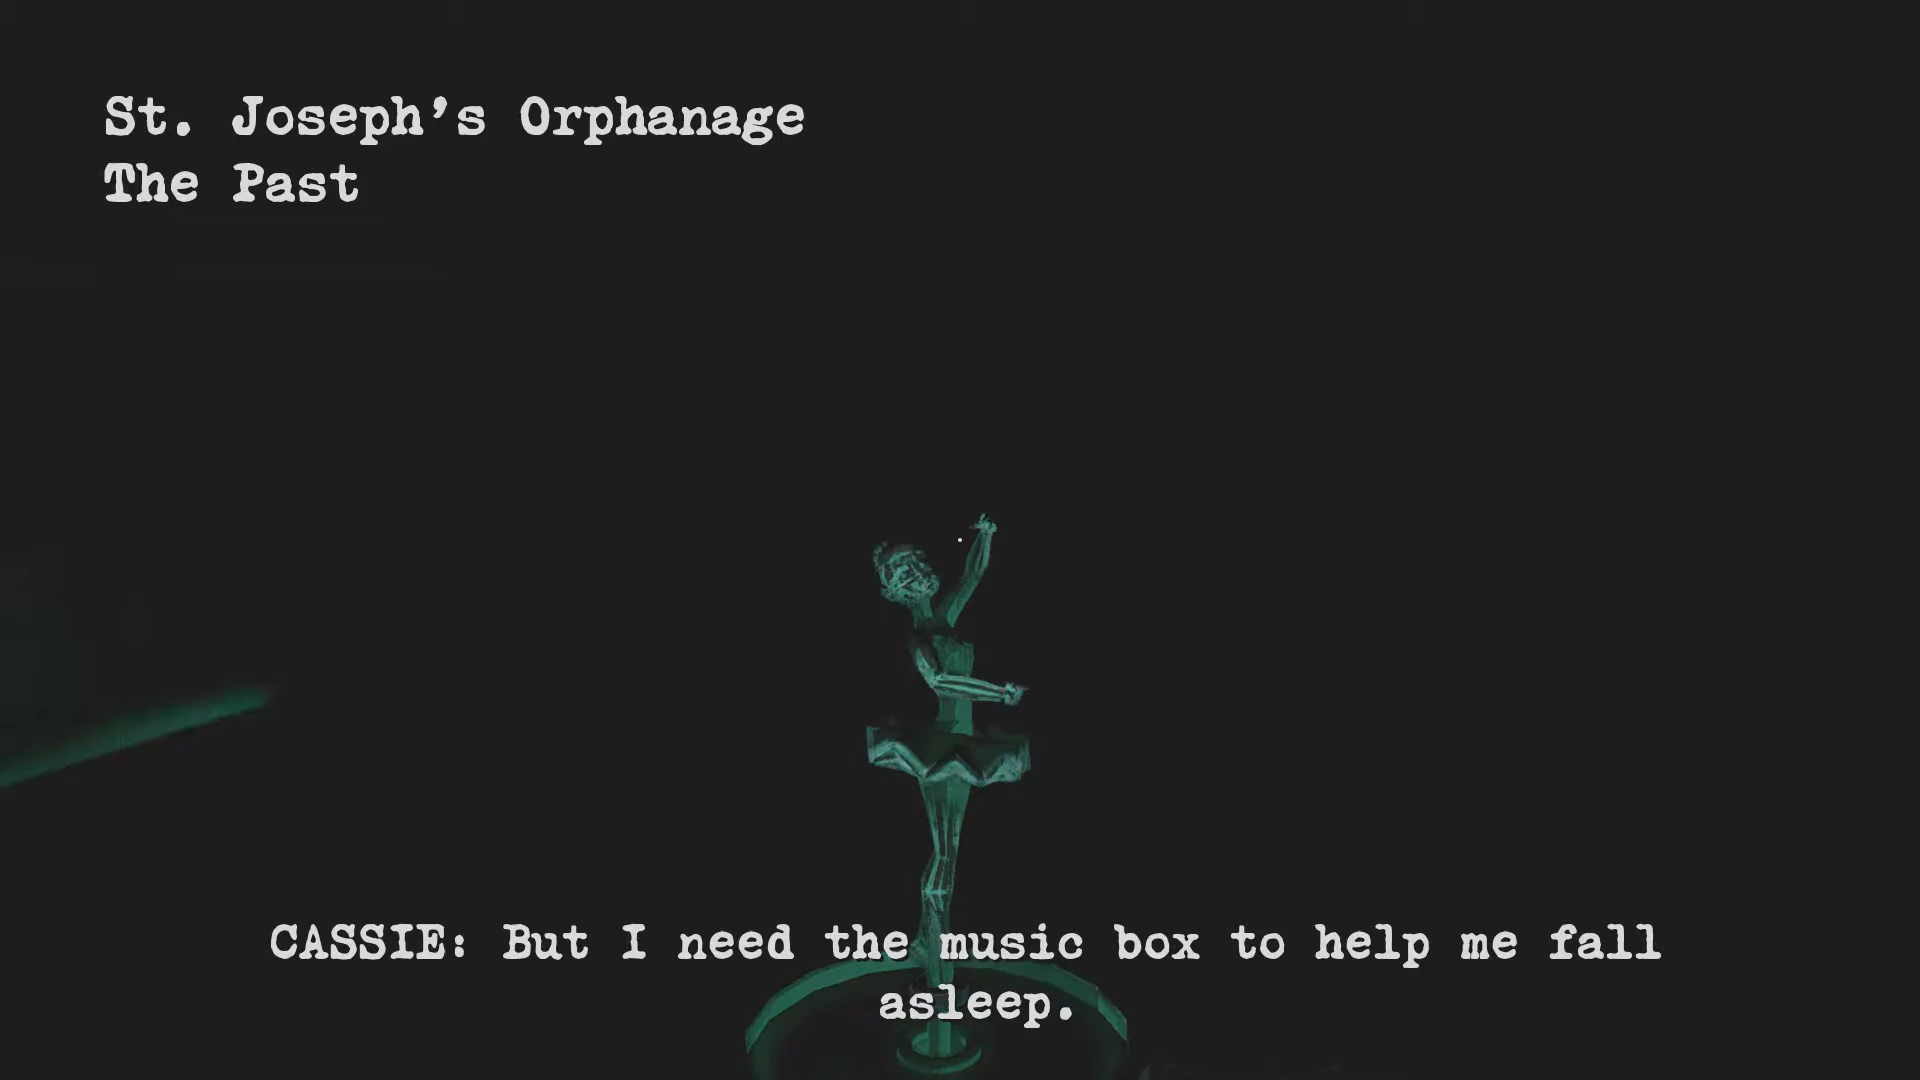 St. Joseph’s Orphanage
The Past
CASSIE: But I need the music box to help me fall
asleep.